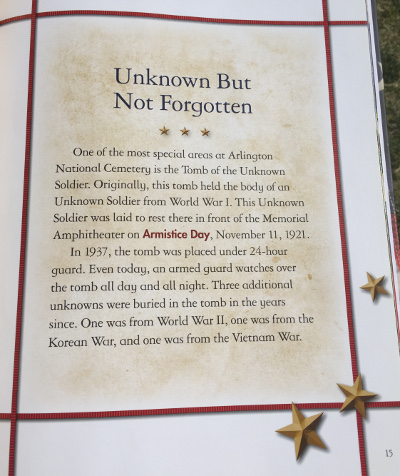 Unknown But
Not Forgotten
One of the most special areas at Arlington
National Cemetery is the Tomb of the Unknown
Soldier. Originally, this tomb held the body of an
Unknown Soldier from World War I. This Unknown
Soldier was laid to rest there in front of the Memorial
Amphitheater on Armistice Day, November 11, 1921.
In 1937, the tomb was placed under 24-hour
guard. Even today, an armed guard watches over
the tomb all day and all night. Three additional
unknowns were buried in the tomb in the years
since. One was from World War II, one was from the
Korean War, and one was from the Vietnam War.
15